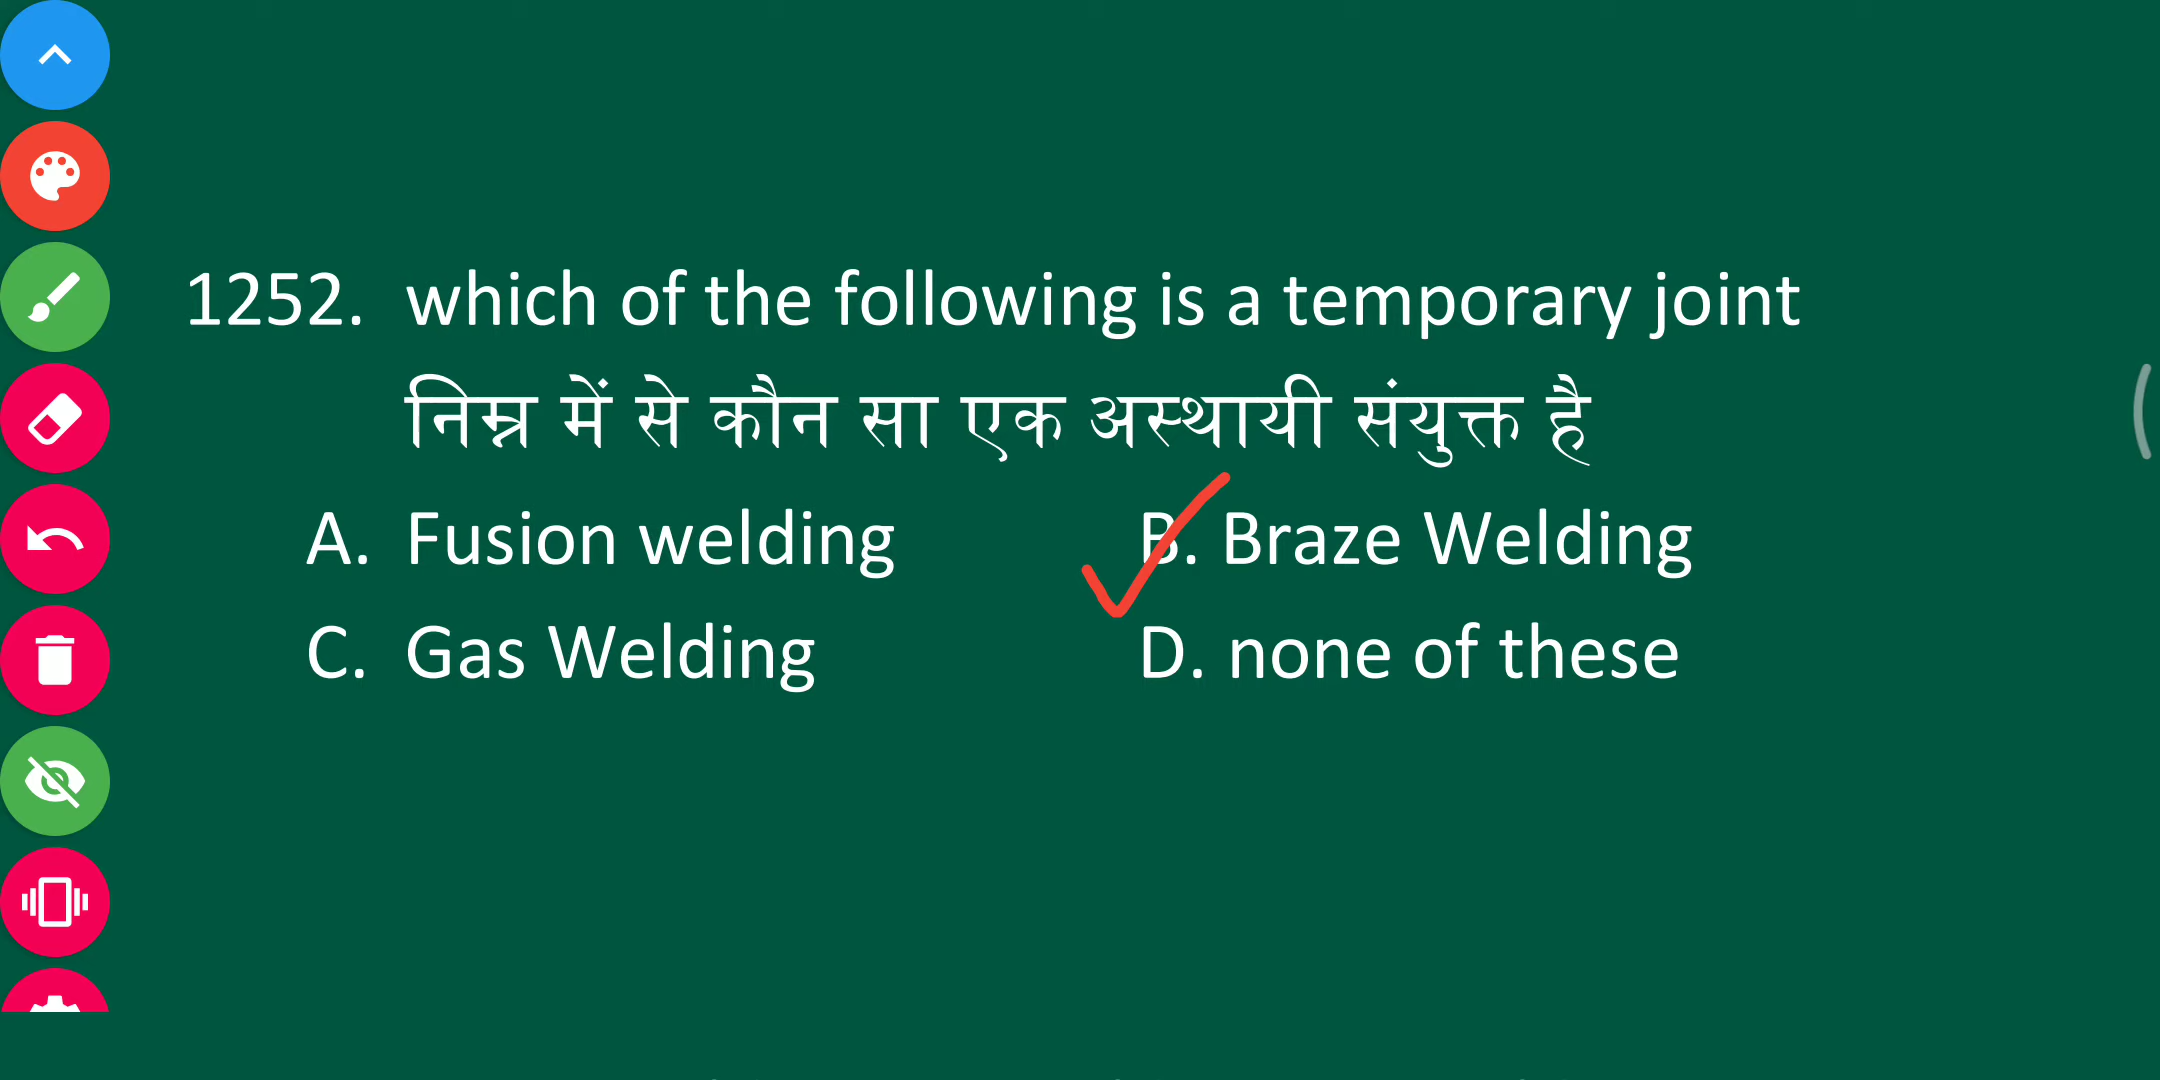 1252. which of the following is a temporary joint
निम्न में से कौन सा एक अस्थायी संयुक्त है
A. Fusion welding B. Braze Welding
C. Gas Welding D. none of these